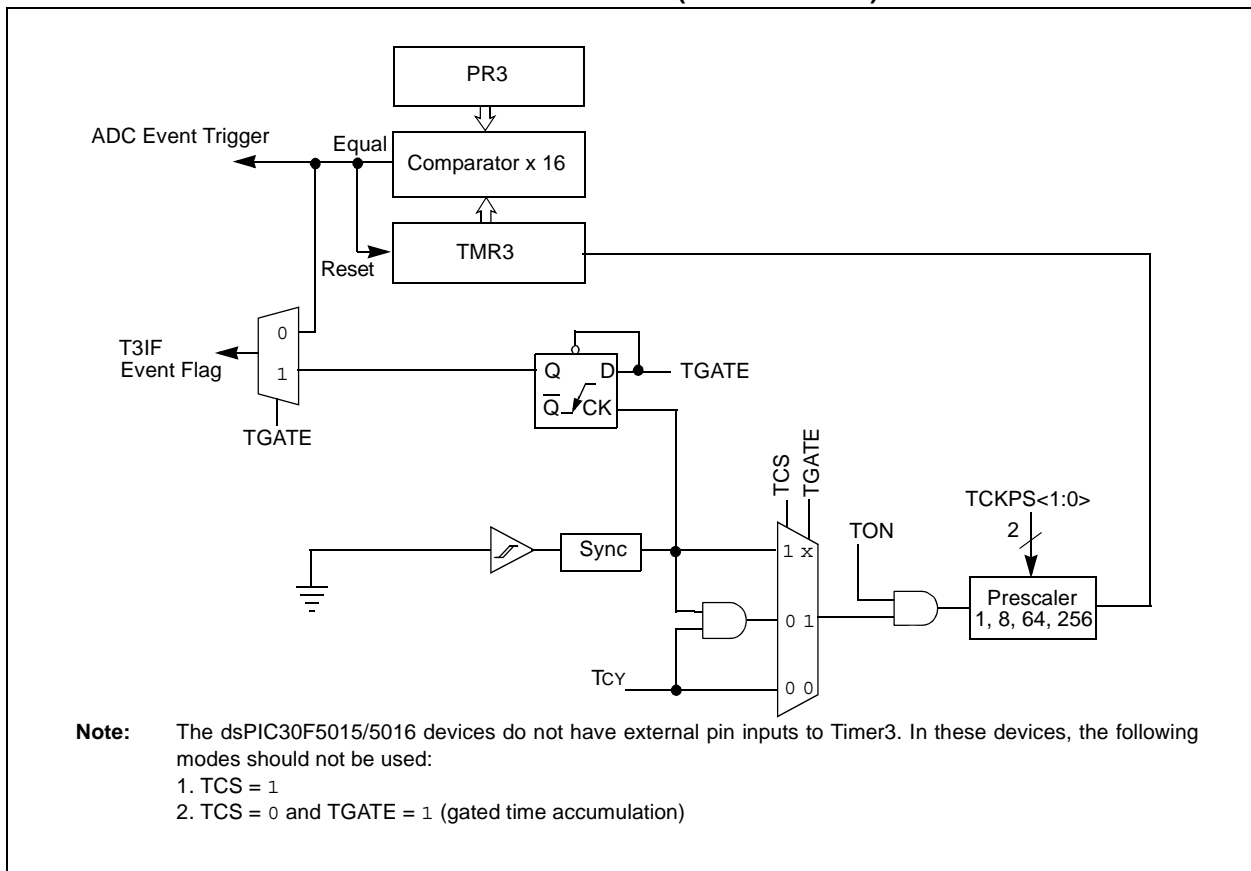 PR3
ADC Event Trigger
Equal
Comparator x 16
TMR3
Reset
0
T3IF
Event Flag
1
TGATE
Q D
Q CK
TGATE
TCS
TGATE
TCKPS<1:0>
2
TON
Sync
1 x
Prescaler
1, 8, 64, 256
0 1
TCY
0 0
Note: The dsPIC30F5015/5016 devices do not have external pin inputs to Timer3. In these devices, the following
modes should not be used:
1. TCS = 1
2. TCS = 0 and TGATE = 1 (gated time accumulation)